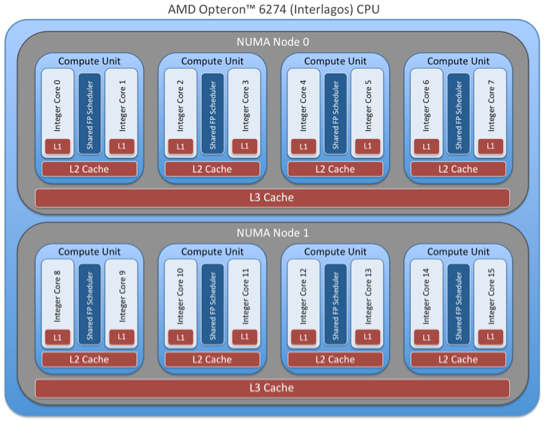 AMD Opteron™ 6274 (Interlagos) CPU
NUMA Node 0
Compute Unit
Integer Core 0
Shared FP Scheduler
Integer Core 1
L1
L1
L2 Cache
Compute Unit
Integer Core 2
Shared FP Scheduler
Integer Core 3
L1
L1
L2 Cache
Compute Unit
Integer Core 4
Shared FP Scheduler
Integer Core 5
L1
L1
L2 Cache
Compute Unit
Integer Core 6
Shared FP Scheduler
Integer Core 7
L1
L1
L2 Cache
L3 Cache
NUMA Node 1
Compute Unit
Integer Core 8
Shared FP Scheduler
Integer Core 9
L1
L1
L2 Cache
Compute Unit
Integer Core 10
Shared FP Scheduler
Integer Core 11
L1
L1
L2 Cache
Compute Unit
Integer Core 12
Shared FP Scheduler
Integer Core 13
L1
L1
L2 Cache
Compute Unit
Integer Core 14
Shared FP Scheduler
Integer Core 15
L1
L1
L2 Cache
L3 Cache